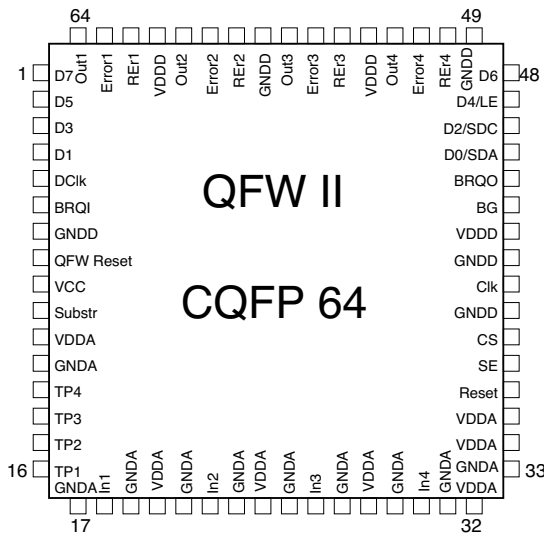 64
49
1
48
Out1
Error1
REr1
VDDD
Out2
Error2
REr2
GNDD
Out3
Error3
REr3
VDDD
Out4
Error4
REr4
GNDD
D7
D5
D3
D1
DClk
BRQI
GNDD
QFW Reset
VCC
Substr
VDDA
GNDA
TP4
TP3
TP2
TP1
QFW II
CQFP 64
D6
D4/LE
D2/SDC
D0/SDA
BRQO
BG
VDDD
GNDD
Clk
GNDD
CS
SE
Reset
VDDA
VDDA
GNDA
16
33
GNDA
In1
GNDA
VDDA
GNDA
In2
GNDA
VDDA
GNDA
In3
GNDA
VDDA
GNDA
In4
GNDA
VDDA
17
32